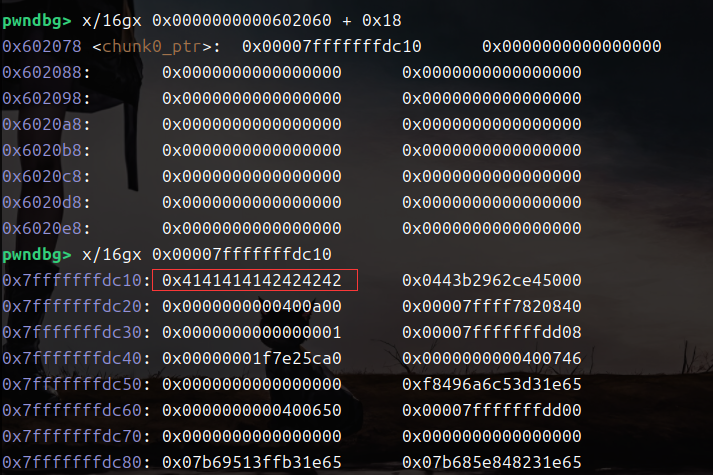 pwndbg> x/16gx 0x0000000000602060 + 0x18
0x602078 <chunk0_ptr>: 0x00007fffffffdc10 0x0000000000000000
0x602088: 0x0000000000000000 0x0000000000000000
0x602098: 0x0000000000000000 0x0000000000000000
0x6020a8: 0x0000000000000000 0x0000000000000000
0x6020b8: 0x0000000000000000 0x0000000000000000
0x6020c8: 0x0000000000000000 0x0000000000000000
0x6020d8: 0x0000000000000000 0x0000000000000000
0x6020e8: 0x0000000000000000 0x0000000000000000
pwndbg> x/16gx 0x00007fffffffdc10
0x7fffffffdc10: 0x4141414142424242 0x0443b2962ce45000
0x7fffffffdc20: 0x0000000000400a00 0x00007ffff7820840
0x7fffffffdc30: 0x0000000000000001 0x00007fffffffdd08
0x7fffffffdc40: 0x00000001f7e25ca0 0x0000000000400746
0x7fffffffdc50: 0x0000000000000000 0xf8496a6c53d31e65
0x7fffffffdc60: 0x0000000000400650 0x00007fffffffdd00
0x7fffffffdc70: 0x0000000000000000 0x0000000000000000
0x7fffffffdc80: 0x07b69513ffb31e65 0x07b685e848231e65